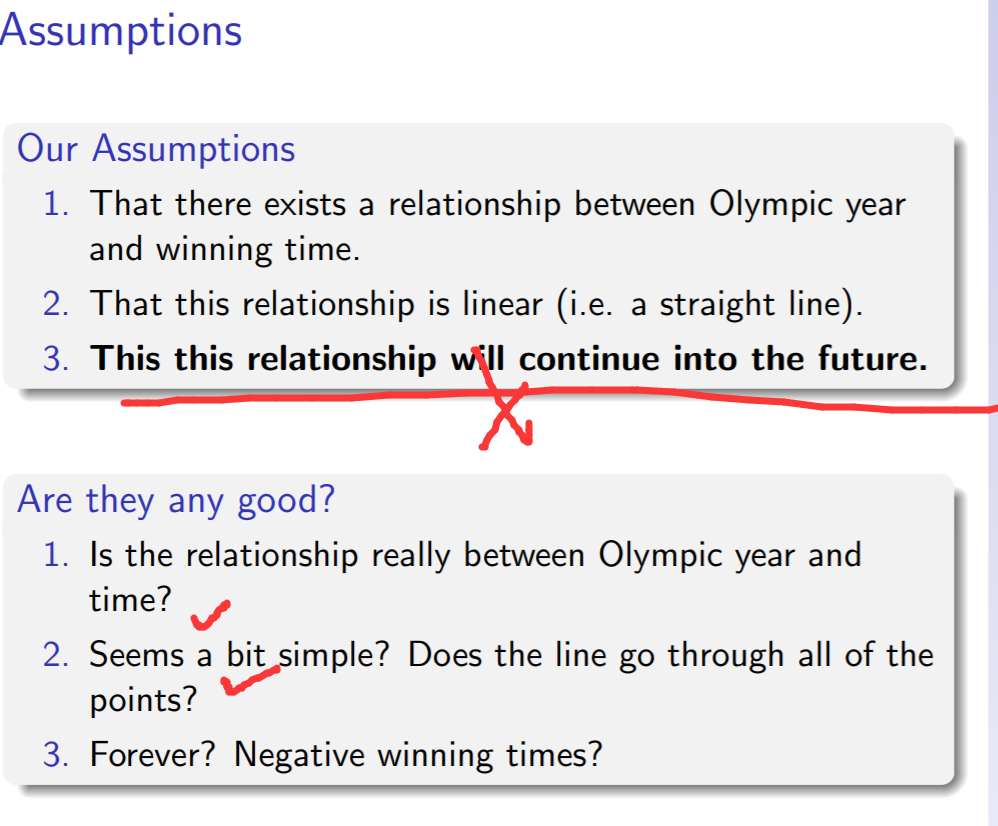 Assumptions
Our Assumptions
1. That there exists a relationship between Olympic year
and winning time.
2. That this relationship is linear (i.e. a straight line).
3. This this relationship will continue into the future.
Are they any good?
1. Is the relationship really between Olympic year and
time?
2. Seems a bit simple? Does the line go through all of the
points?
3. Forever? Negative winning times?